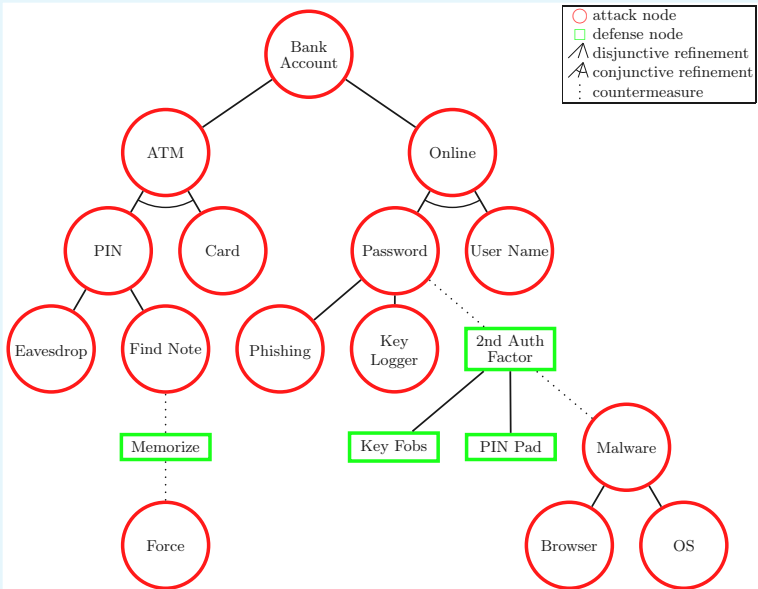 attack node
defense node
disjunctive refinement
conjunctive refinement
countermeasure
Bank
Account
ATM
Online
PIN
Card
Password
User Name
Eavesdrop
Find Note
Phishing
Key
Logger
2nd Auth
Factor
Memorize
Key Fobs
PIN Pad
Malware
Force
Browser
OS